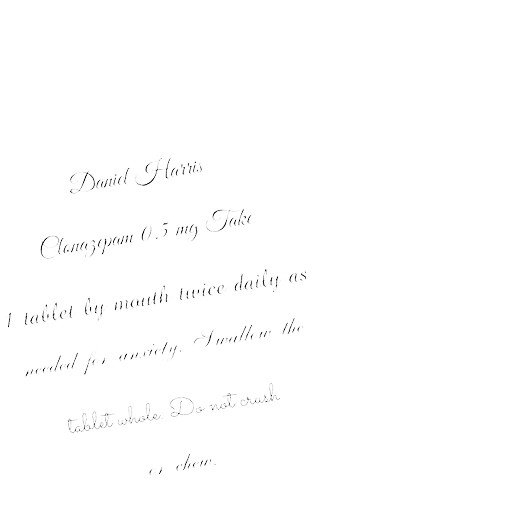 Daniel Harris
Clonazepam 0.5 mg Take
1 tablet by mouth twice daily as
needed for anxiety. Swallow the
tablet whole. Do not crush
or chew.